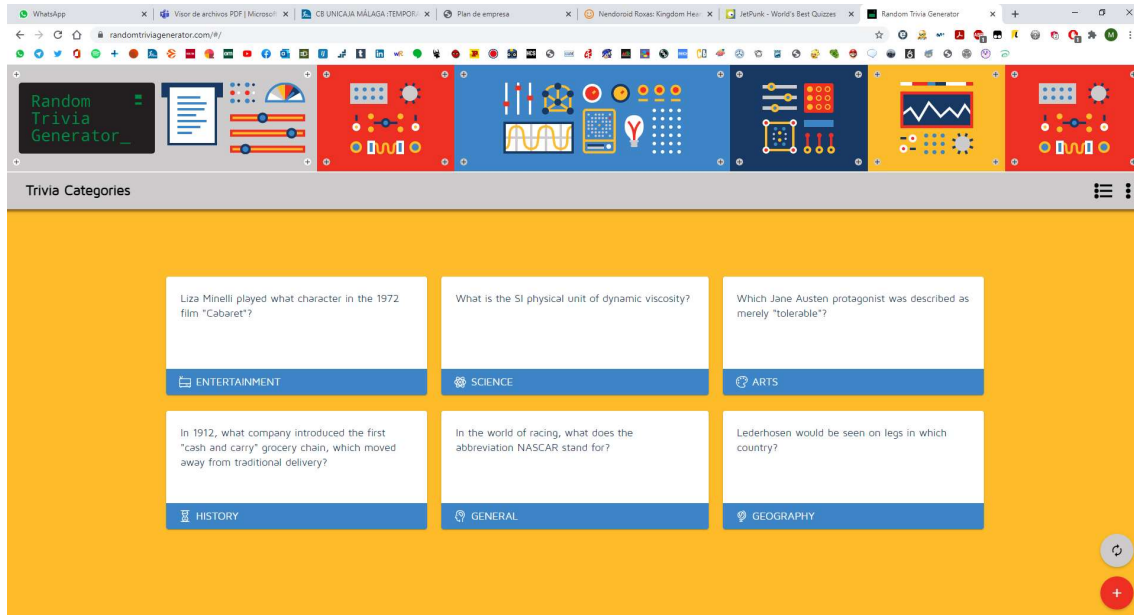 WhatsApp
Visor de archivos PDF | Microsoft
CB UNICAJA MÁLAGA :TEMPORA
Plan de empresa
Nendoroid Roxas: Kingdom Hear
JetPunk - World's Best Quizzes
Random Trivia Generator
randomtriviagenerator.com/#/
Random
Trivia
Generator_
Trivia Categories
Liza Minelli played what character in the 1972
film "Cabaret"?
ENTERTAINMENT
What is the SI physical unit of dynamic viscosity?
SCIENCE
Which Jane Austen protagonist was described as
merely "tolerable"?
ARTS
In 1912, what company introduced the first
"cash and carry" grocery chain, which moved
away from traditional delivery?
HISTORY
In the world of racing, what does the
abbreviation NASCAR stand for?
GENERAL
Lederhosen would be seen on legs in which
country?
GEOGRAPHY